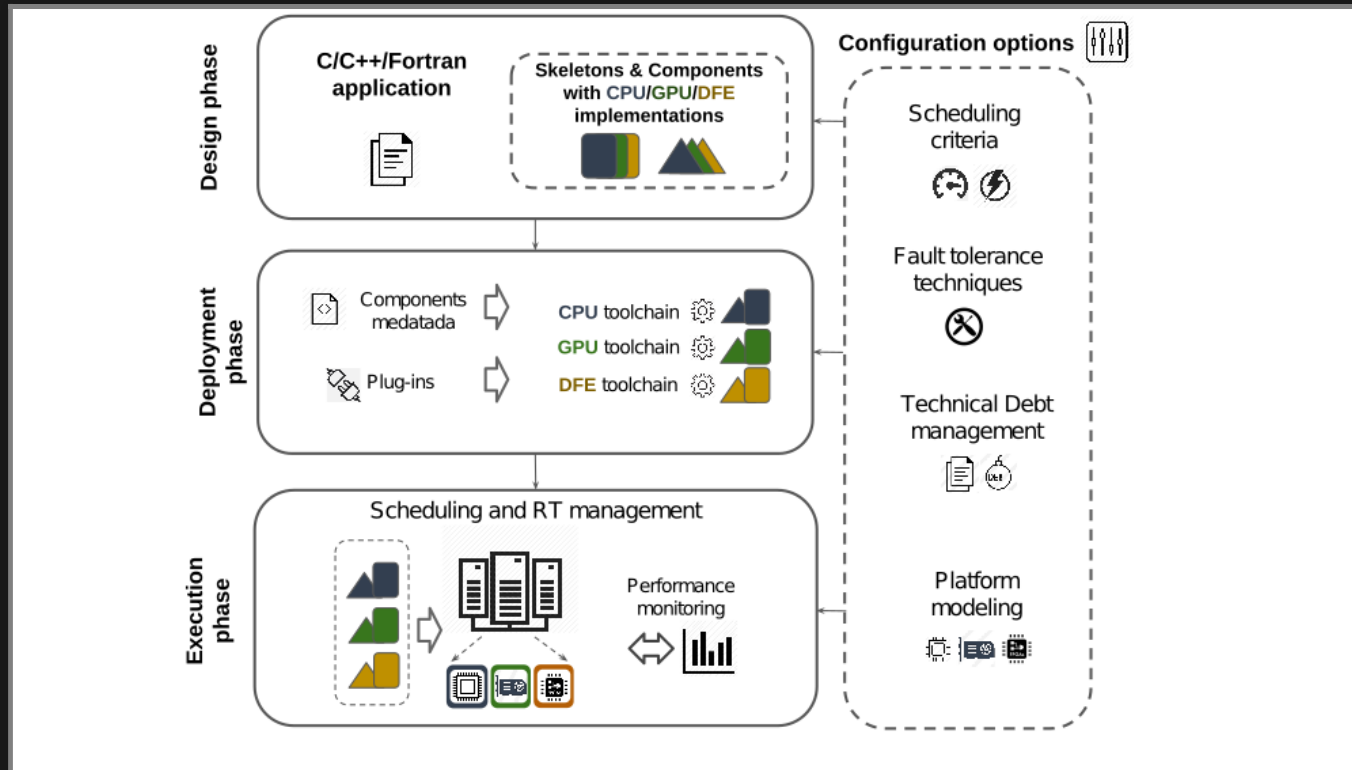 Design phase
C/C++/Fortran
application
Skeletons & Components
with CPU/GPU/DFE
implementations
Configuration options
Scheduling
criteria
Fault tolerance
techniques
Technical Debt
management
Platform
modeling
Deployment
phase
Components
medatada
Plug-ins
CPU toolchain
GPU toolchain
DFE toolchain
Execution
phase
Scheduling and RT management
Performance
monitoring